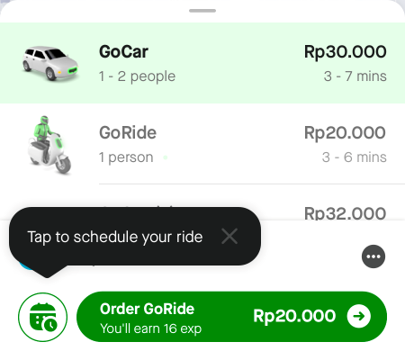 GoCar
Rp30.000
1 - 2 people
3 - 7 mins
GoRide
Rp20.000
1 person
3 - 6 mins
Rp32.000
Tap to schedule your ride
Order GoRide
Rp20.000
You'll earn 16 exp